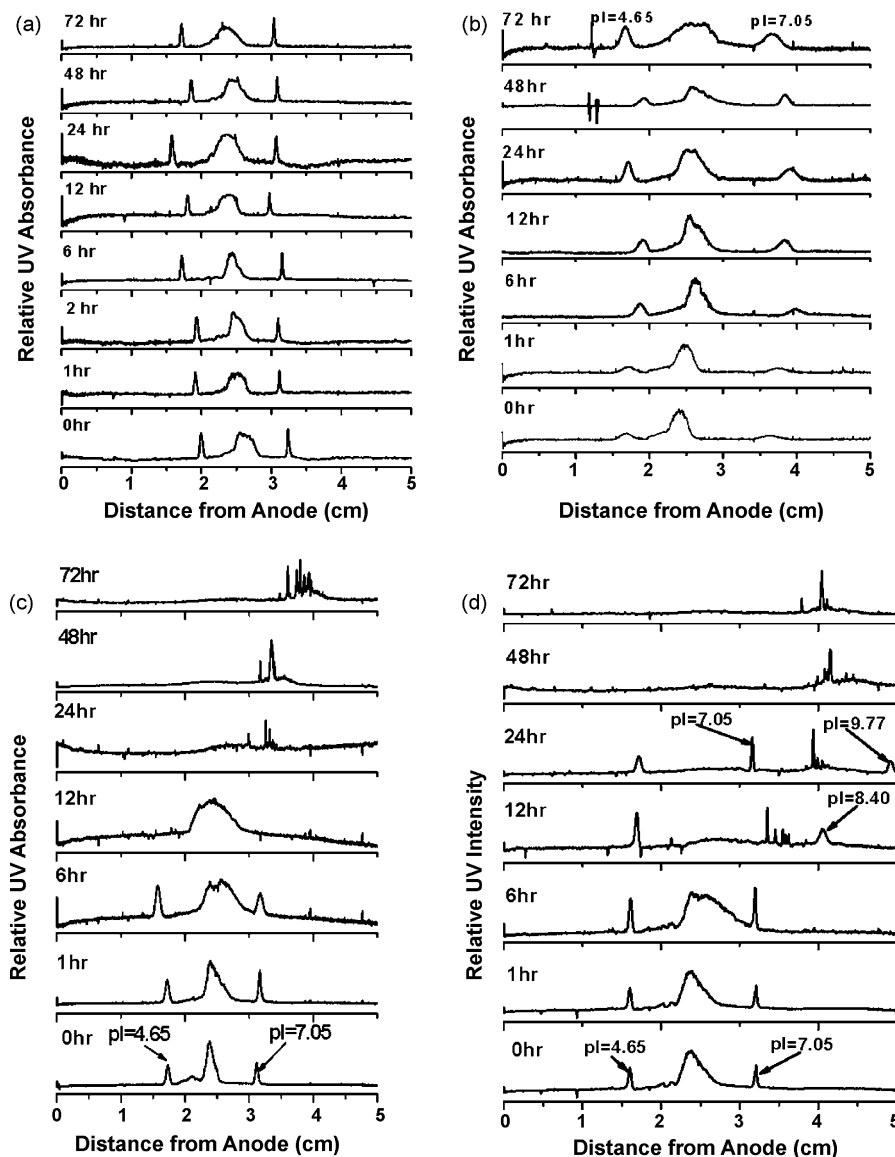 (a)
72 hr
48 hr
24 hr
12 hr
6 hr
2 hr
1hr
0hr
Relative UV Absorbance
0 1 2 3 4 5
Distance from Anode (cm)
(b)
72 hr
pI=4.65
pI=7.05
48hr
24hr
12hr
6hr
1hr
0hr
Relative UV Absorbance
0 1 2 3 4 5
Distance from Anode (cm)
(c)
72hr
48hr
24hr
12hr
6hr
1hr
0hr
pI=4.65
pI=7.05
Relative UV Absorbance
0 1 2 3 4 5
Distance from Anode (cm)
(d)
72hr
48hr
24hr
pI=7.05
pI=9.77
12hr
pI=8.40
6hr
1hr
0hr
pI=4.65
pI=7.05
Relative UV Intensity
0 1 2 3 4 5
Distance from Anode (cm)